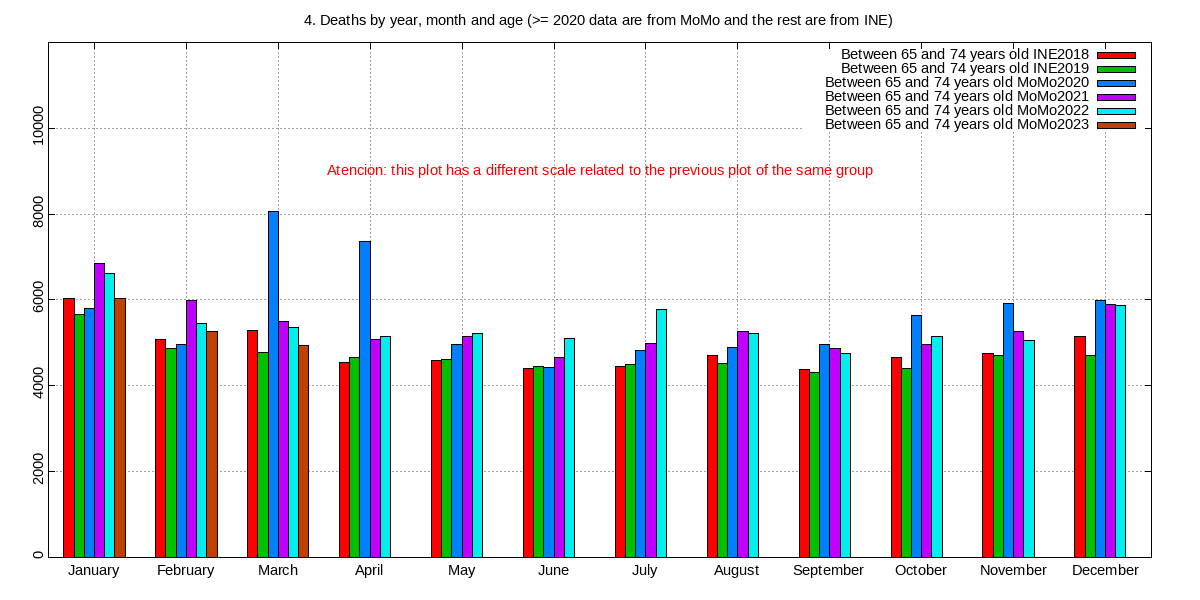 4. Deaths by year, month and age (>= 2020 data are from MoMo and the rest are from INE)
Between 65 and 74 years old INE2018
Between 65 and 74 years old INE2019
Between 65 and 74 years old MoMo2020
Between 65 and 74 years old MoMo2021
Between 65 and 74 years old MoMo2022
Between 65 and 74 years old MoMo2023
Atencion: this plot has a different scale related to the previous plot of the same group
10000
8000
6000
4000
2000
0
January February March April May June July August September October November December